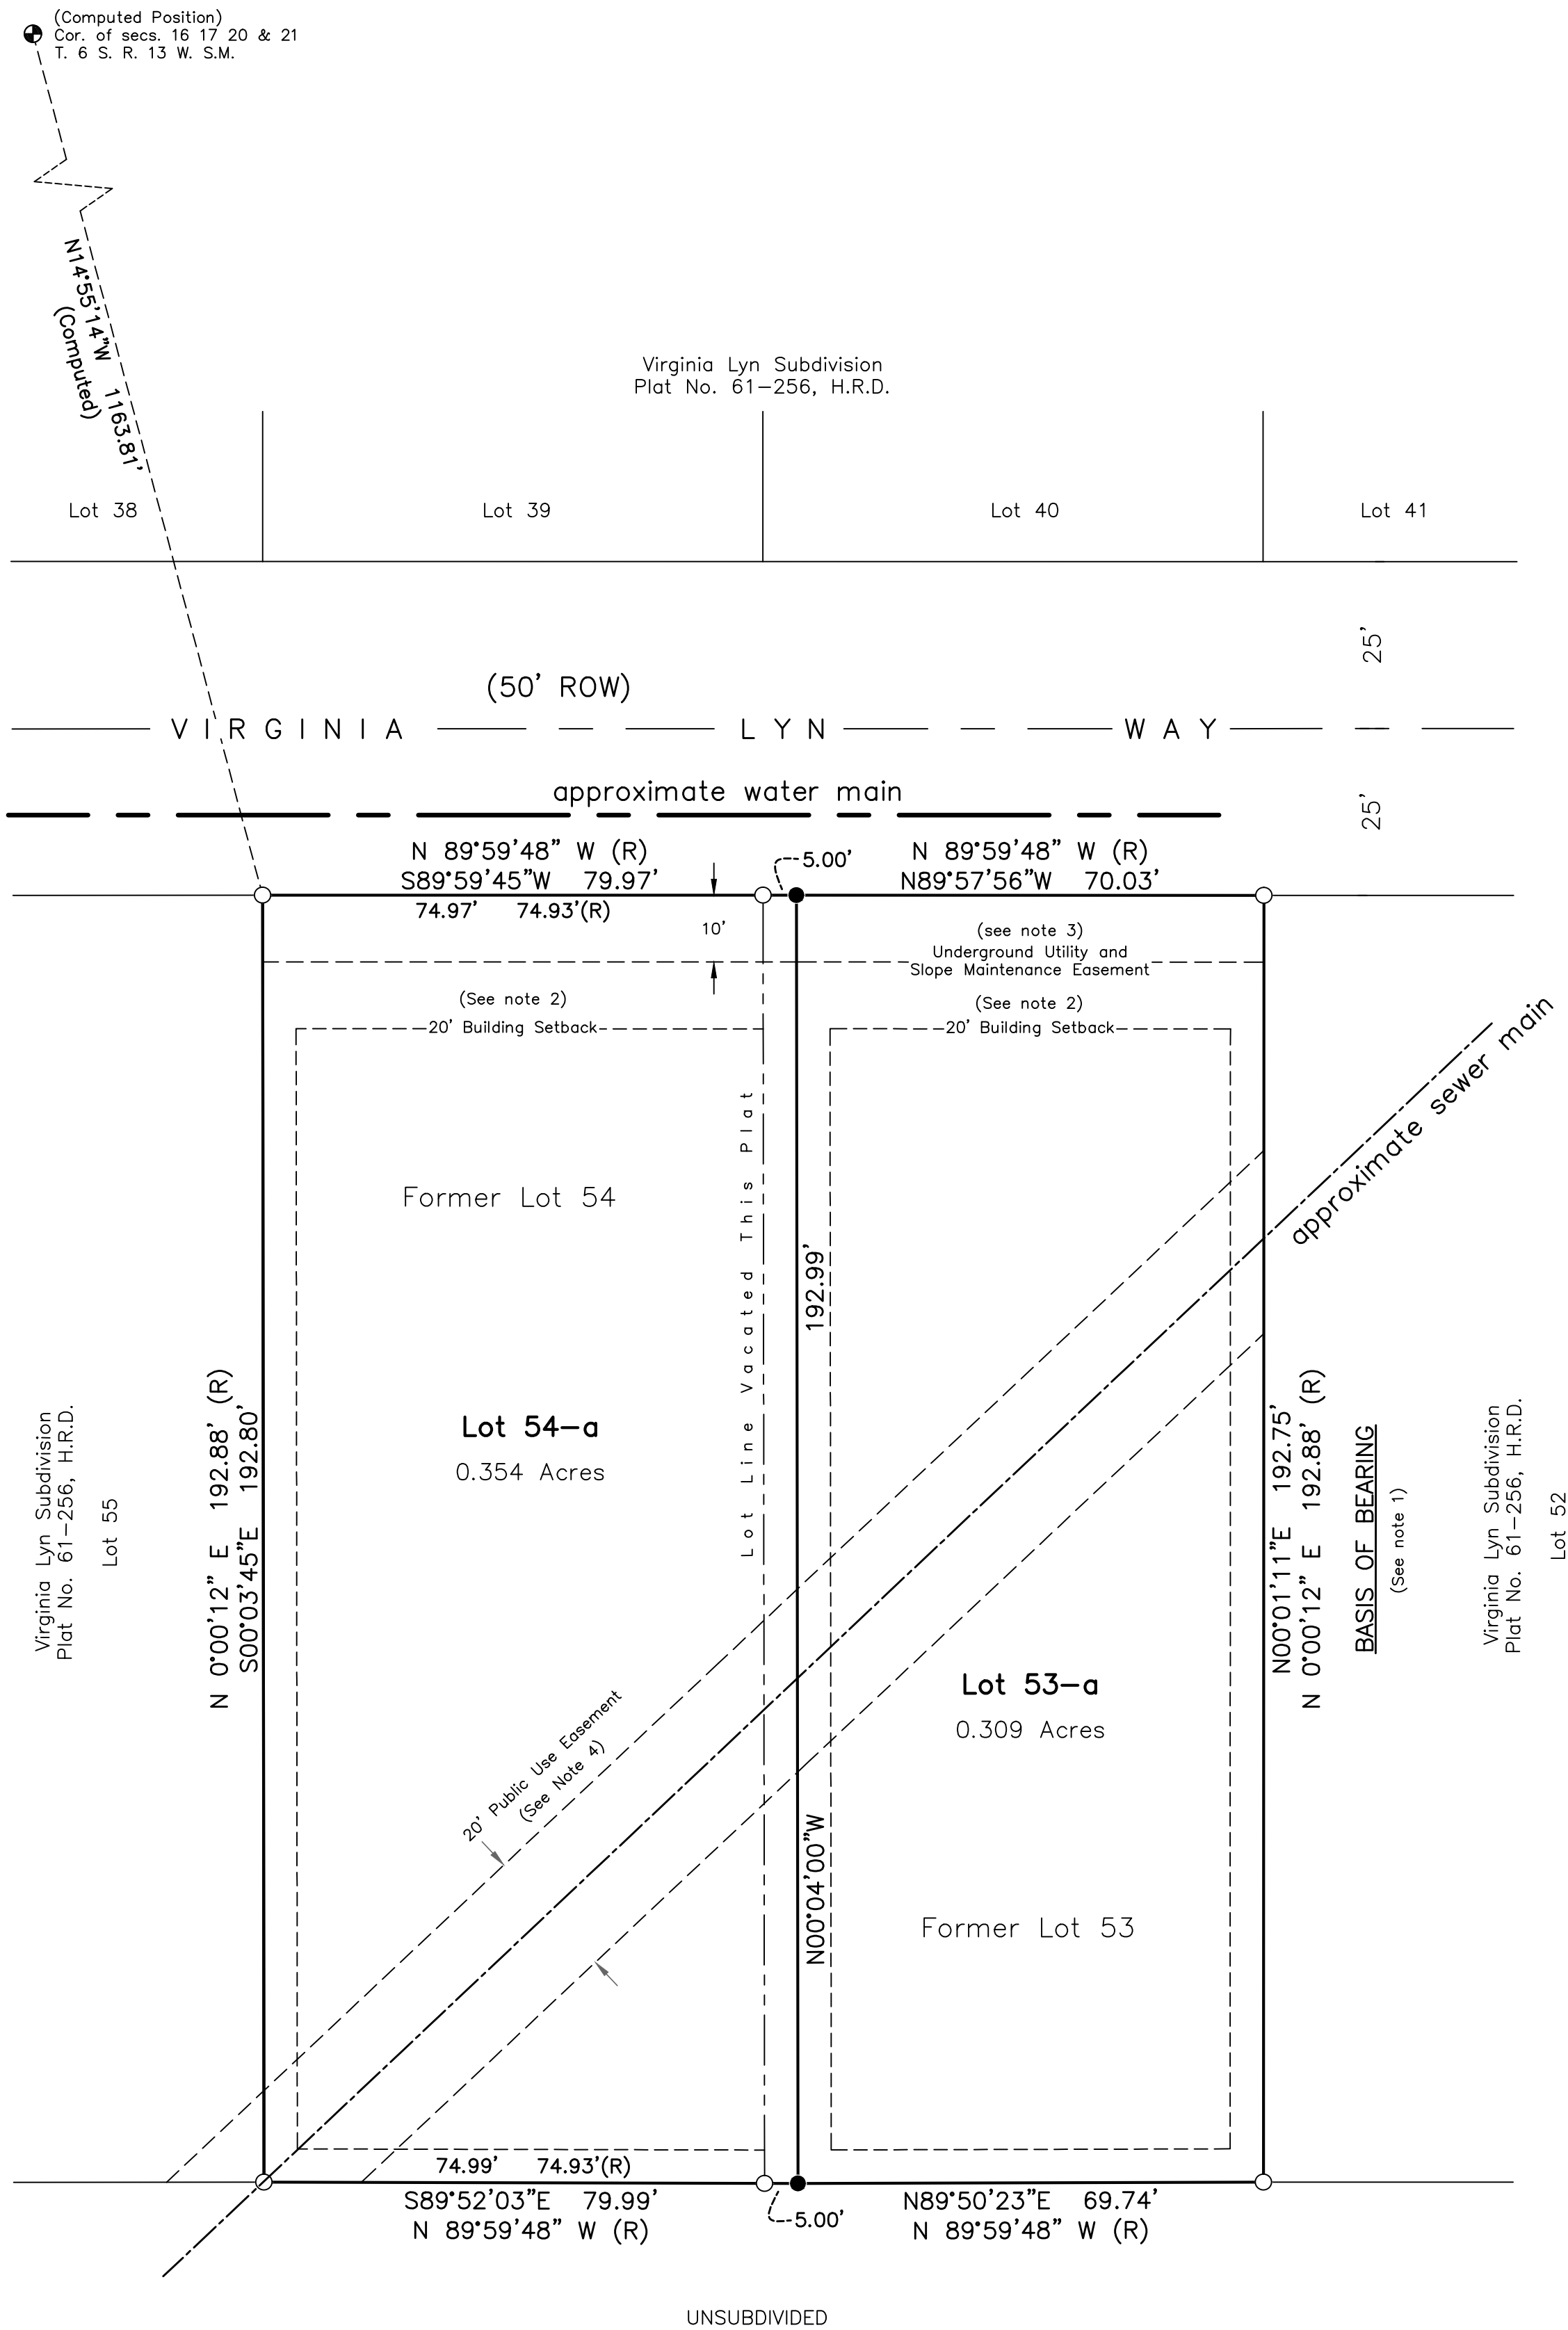 (Computed Position)
Cor. of secs. 16 17 20 & 21
T. 6 S. R. 13 W. S.M.
N14°55'14"W 1163.81'
(Computed)
Virginia Lyn Subdivision
Plat No. 61-256, H.R.D.
Lot 38
Lot 39
Lot 40
Lot 41
25'
(50' ROW)
VIRGINIA LYN WAY
approximate water main
25'
N 89°59'48" W (R)
S89°59'45"W 79.97'
74.97' 74.93'(R)
5.00'
N 89°59'48" W (R)
N89°57'56"W 70.03'
10'
(see note 3)
Underground Utility and
Slope Maintenance Easement
(See note 2)
20' Building Setback
(See note 2)
20' Building Setback
approximate sewer main
Former Lot 54
Lot Line Vacated This Plat
192.99'
N00°04'00"W
Lot 54-a
0.354 Acres
Virginia Lyn Subdivision
Plat No. 61-256, H.R.D.
Lot 55
N 0°00'12" E 192.88' (R)
S00°03'45"E 192.80'
N00°01'11"E 192.75'
N 0°00'12" E 192.88' (R)
BASIS OF BEARING
(See note 1)
Virginia Lyn Subdivision
Plat No. 61-256, H.R.D.
Lot 52
20' Public Use Easement
(See Note 4)
Lot 53-a
0.309 Acres
Former Lot 53
74.99' 74.93'(R)
S89°52'03"E 79.99'
N 89°59'48" W (R)
5.00'
N89°50'23"E 69.74'
N 89°59'48" W (R)
UNSUBDIVIDED